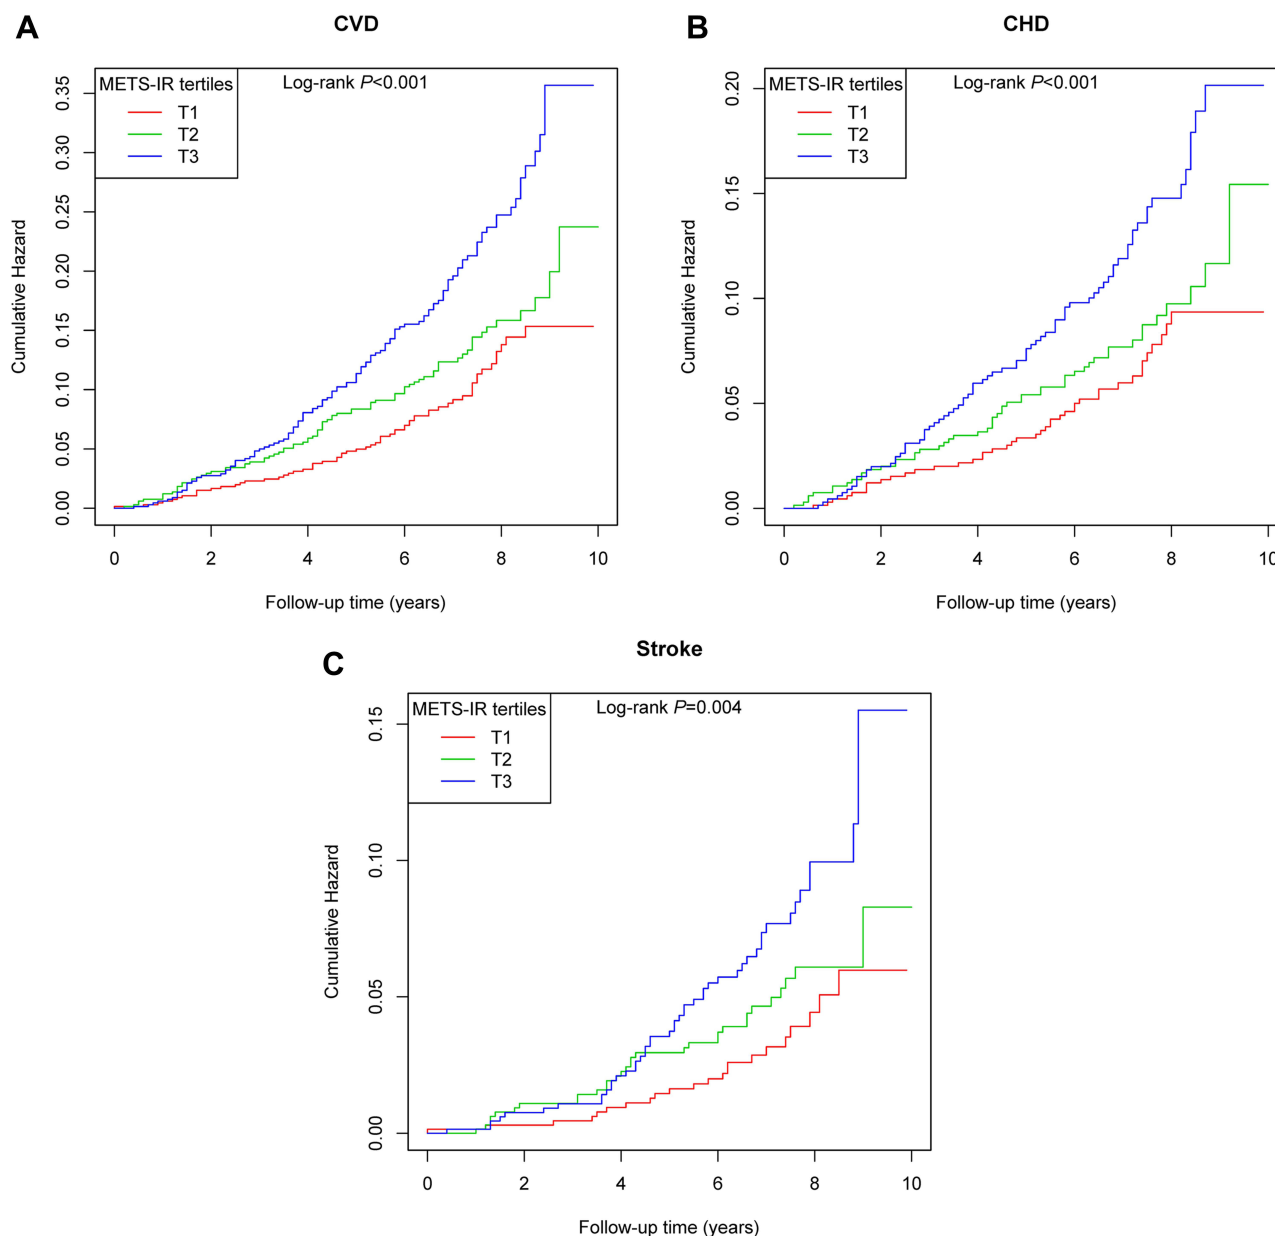 A
CVD
METS-IR tertiles
T1
T2
T3
Log-rank P<0.001
Cumulative Hazard
0.35
0.30
0.25
0.20
0.15
0.10
0.05
0.00
0 2 4 6 8 10
Follow-up time (years)
B
CHD
METS-IR tertiles
T1
T2
T3
Log-rank P<0.001
Cumulative Hazard
0.20
0.15
0.10
0.05
0.00
0 2 4 6 8 10
Follow-up time (years)
C
Stroke
METS-IR tertiles
T1
T2
T3
Log-rank P=0.004
Cumulative Hazard
0.15
0.10
0.05
0.00
0 2 4 6 8 10
Follow-up time (years)